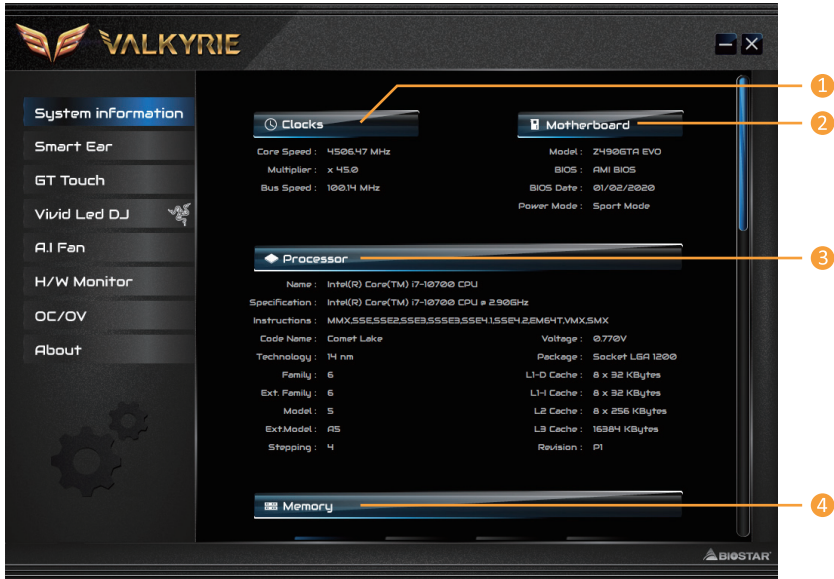 VALKYRIE
System information
Smart Ear
GT Touch
Vivid Led DJ
A.I Fan
H/W Monitor
OC/OV
About
Clocks
1
Core Speed : 4506.47 MHz
Multiplier : x 45.0
Bus Speed : 100.14 MHz
Motherboard
2
Model : Z490GTA EVO
BIOS : AMI BIOS
BIOS Date : 01/02/2020
Power Mode : Sport Mode
Processor
3
Name : Intel(R) Core(TM) i7-10700 CPU
Specification : Intel(R) Core(TM) i7-10700 CPU @ 2.90GHz
Instructions : MMX,SSE,SSE2,SSE3,SSSE3,SSE4.1,SSE4.2,EM64T,VMX,SMX
Code Name : Comet Lake
Technology : 14 nm
Family : 6
Ext. Family : 6
Model : 5
Ext.Model : A5
Stepping : 4
Voltage : 0.770V
Package : Socket LGA 1200
L1-D Cache : 8 x 32 KBytes
L1-I Cache : 8 x 32 KBytes
L2 Cache : 8 x 256 KBytes
L3 Cache : 16384 KBytes
Revision : P1
Memory
4
BIOSTAR